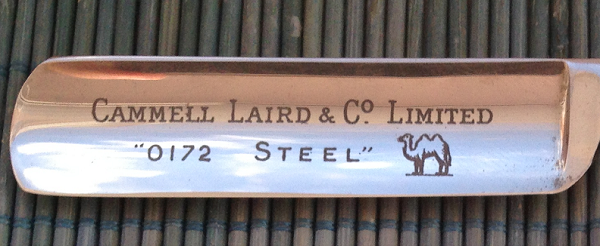 CAMMELL LAIRD & Cº LIMITED
"0172 STEEL"